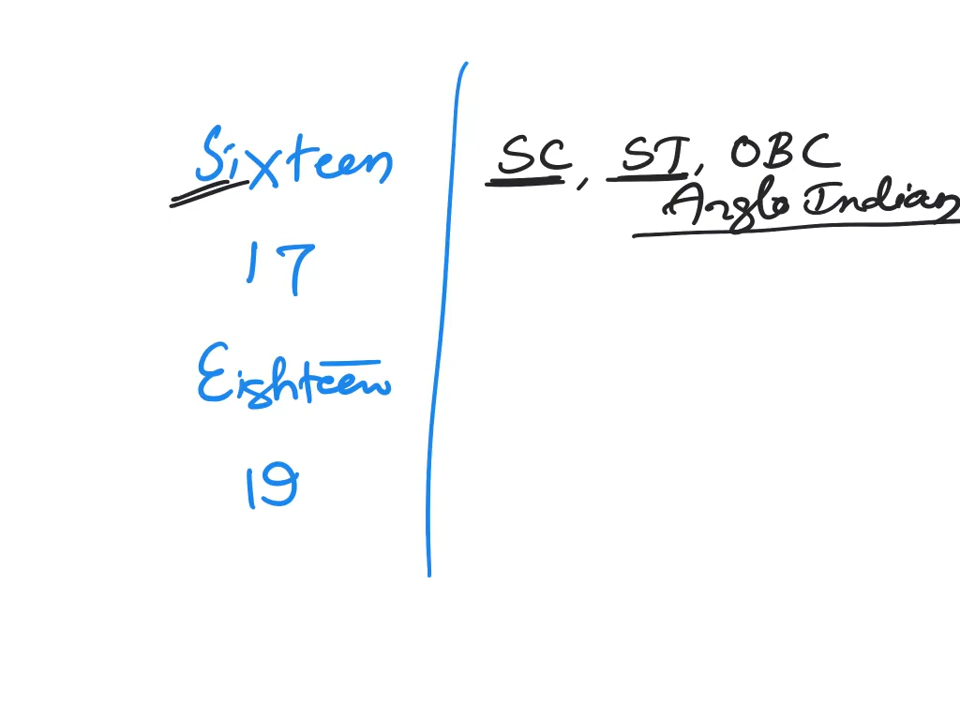 Sixteen
SC, ST, OBC
Anglo Indian
17
Eighteen
19